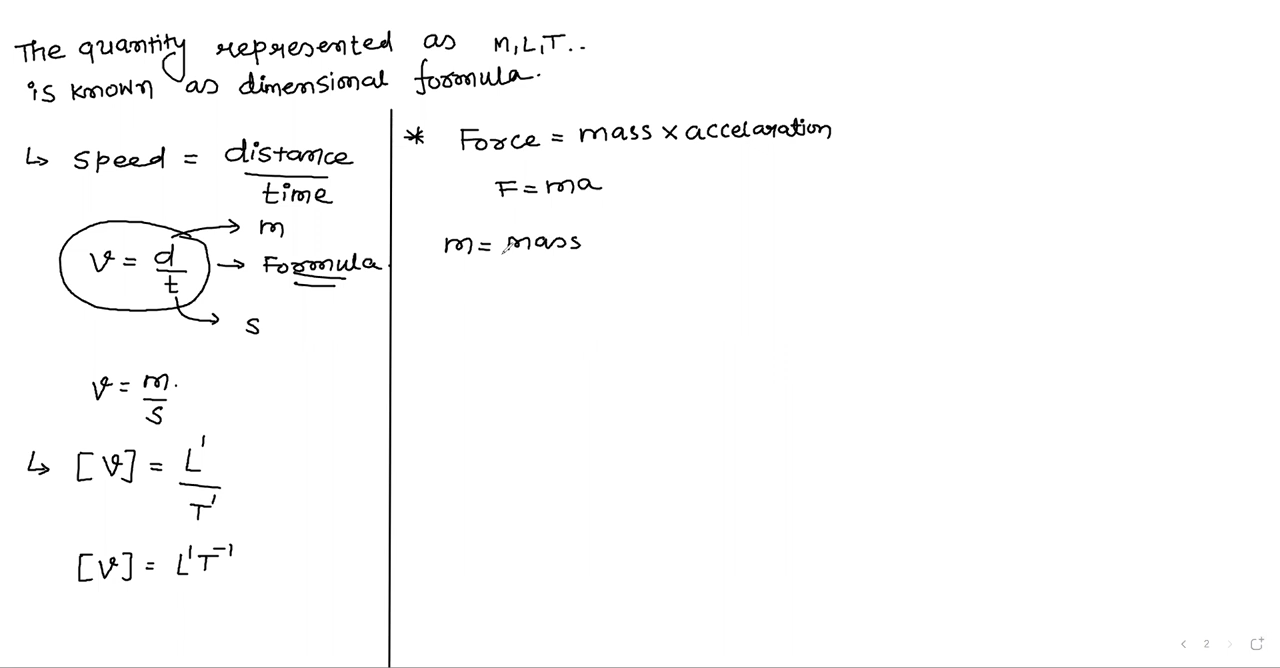 The quantity represented as M, L, T..
is known as dimensional formula.
↳ speed = distance
time
m
v = d → Formula.
t
s
v = m.
s
↳ [v] = L¹
T¹
[v] = L¹T⁻¹
* Force = mass × accelaration
F = ma
m = mass
2